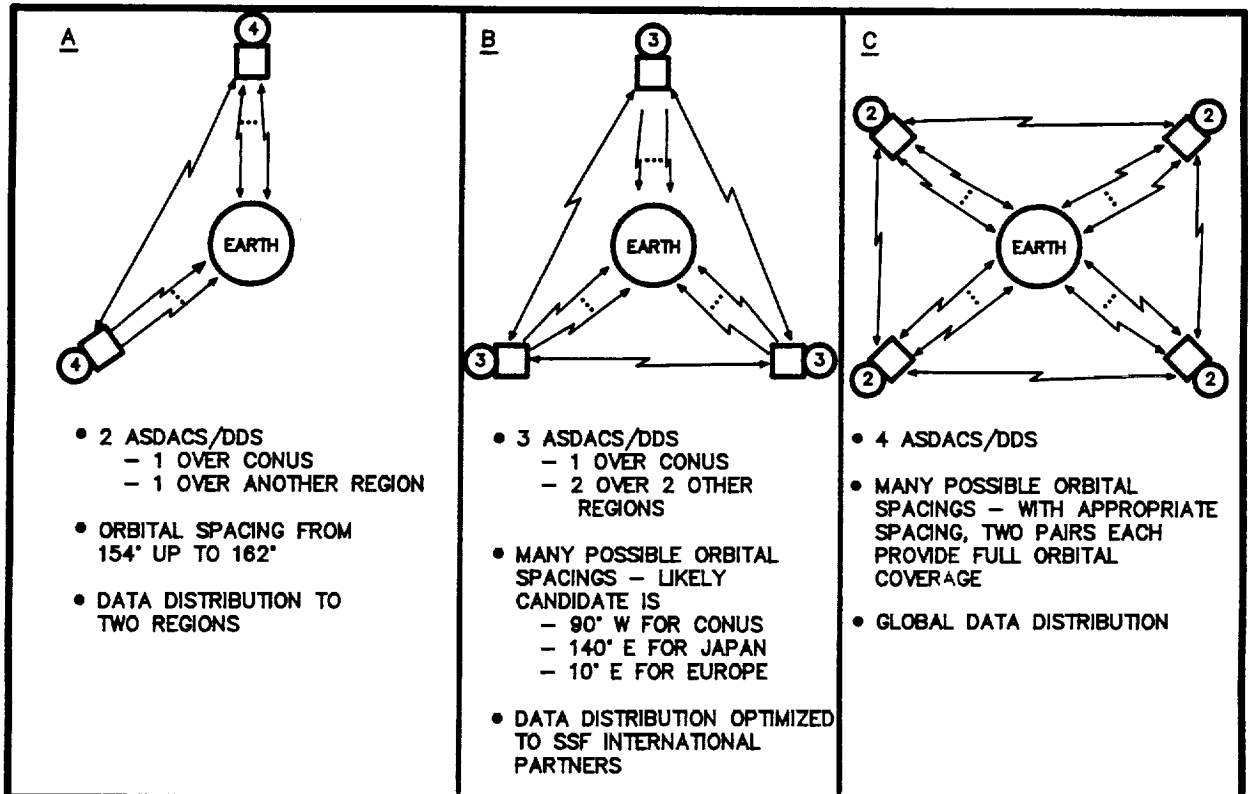 A
4
EARTH
4
• 2 ASDACS/DDS
– 1 OVER CONUS
– 1 OVER ANOTHER REGION
• ORBITAL SPACING FROM
154° UP TO 162°
• DATA DISTRIBUTION TO
TWO REGIONS
B
3
EARTH
3
3
• 3 ASDACS/DDS
– 1 OVER CONUS
– 2 OVER 2 OTHER
REGIONS
• MANY POSSIBLE ORBITAL
SPACINGS – LIKELY
CANDIDATE IS
– 90° W FOR CONUS
– 140° E FOR JAPAN
– 10° E FOR EUROPE
• DATA DISTRIBUTION OPTIMIZED
TO SSF INTERNATIONAL
PARTNERS
C
2
2
EARTH
2
2
• 4 ASDACS/DDS
• MANY POSSIBLE ORBITAL
SPACINGS – WITH APPROPRIATE
SPACING, TWO PAIRS EACH
PROVIDE FULL ORBITAL
COVERAGE
• GLOBAL DATA DISTRIBUTION